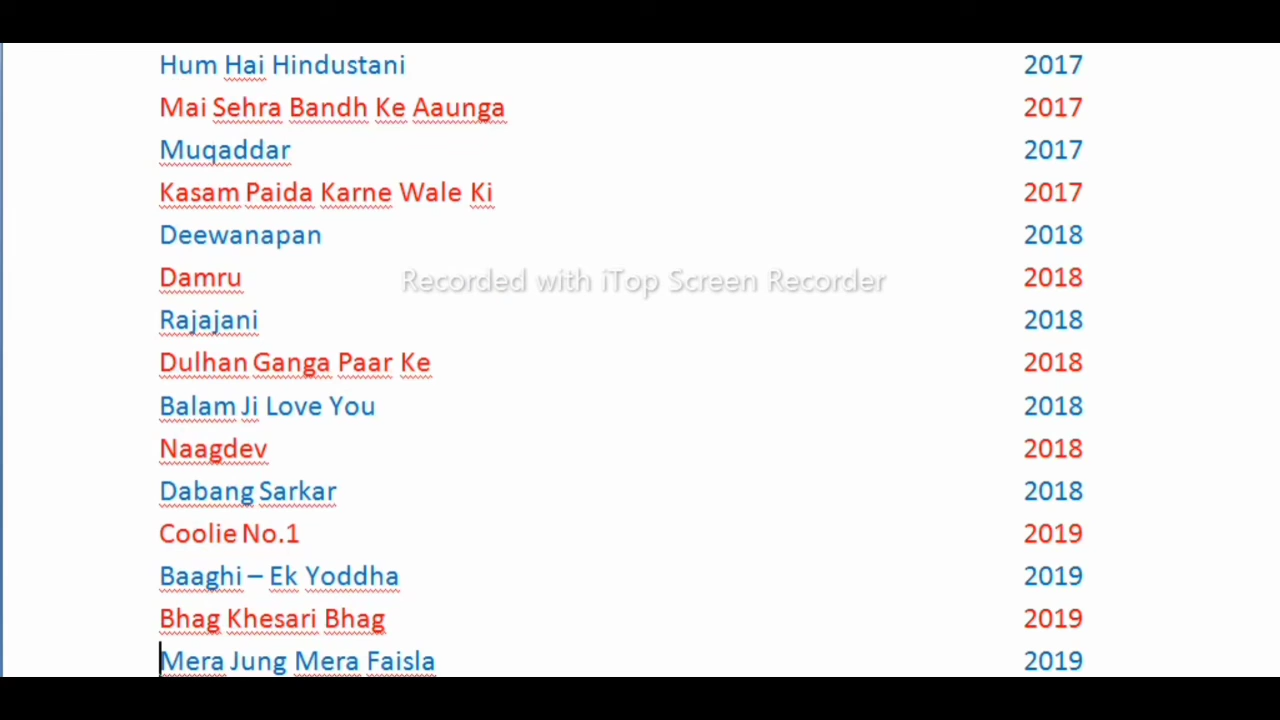 Hum Hai Hindustani 2017
Mai Sehra Bandh Ke Aaunga 2017
Muqaddar 2017
Kasam Paida Karne Wale Ki 2017
Deewanapan 2018
Damru 2018
Recorded with iTop Screen Recorder
Rajajani 2018
Dulhan Ganga Paar Ke 2018
Balam Ji Love You 2018
Naagdev 2018
Dabang Sarkar 2018
Coolie No.1 2019
Baaghi – Ek Yoddha 2019
Bhag Khesari Bhag 2019
Mera Jung Mera Faisla 2019